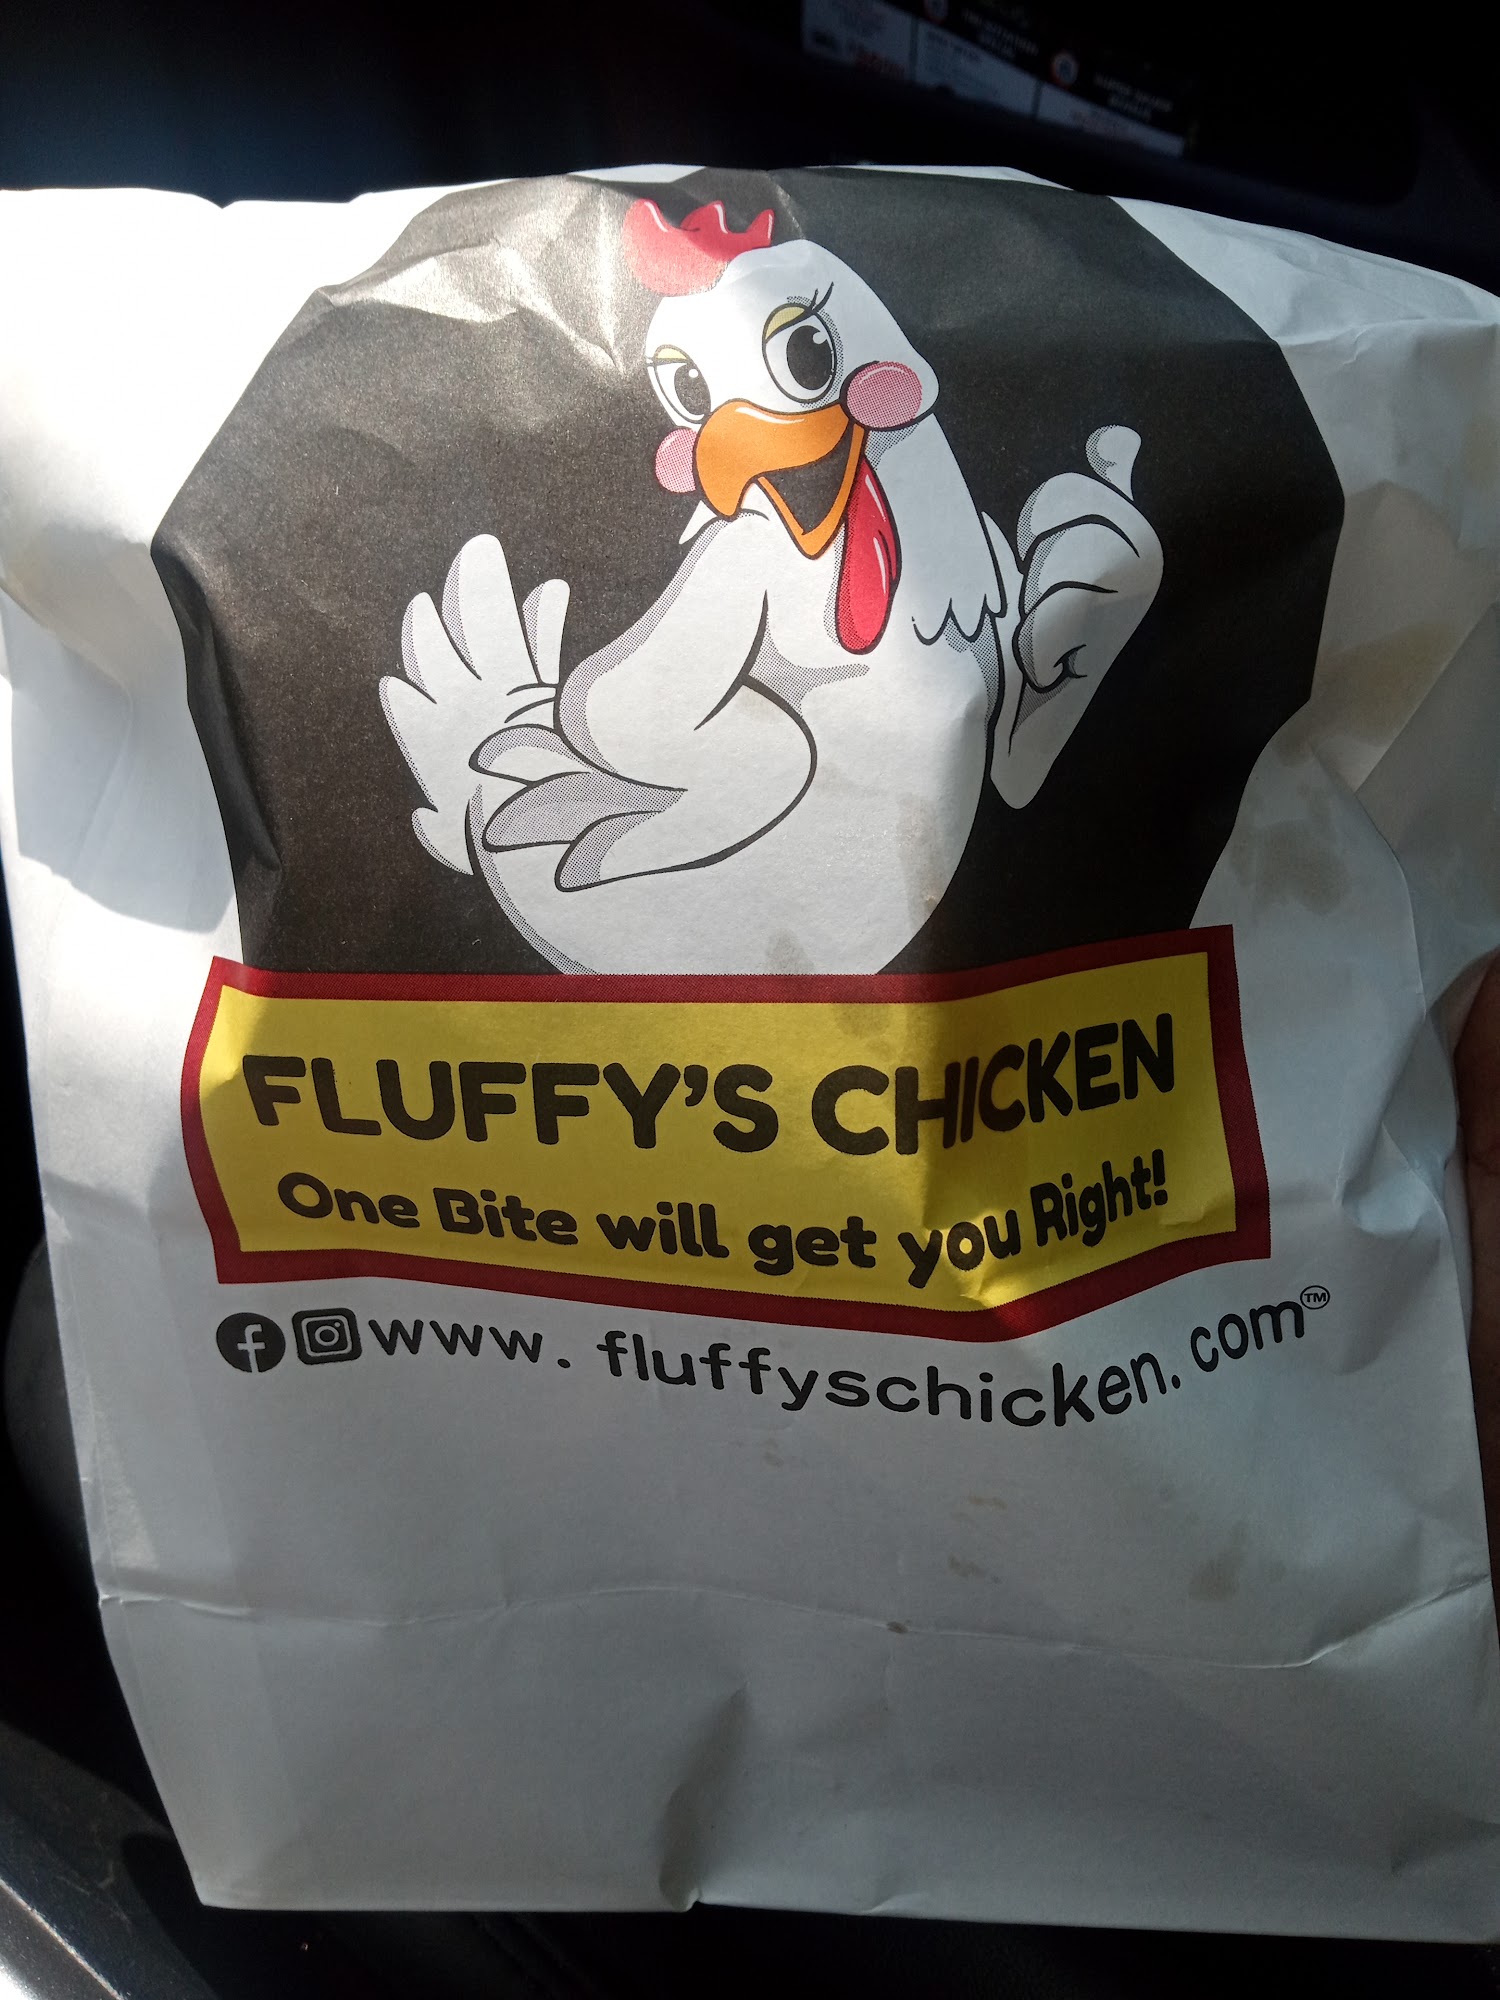 FLUFFY'S CHICKEN
One Bite will get you Right!
www.fluffyschicken.com™